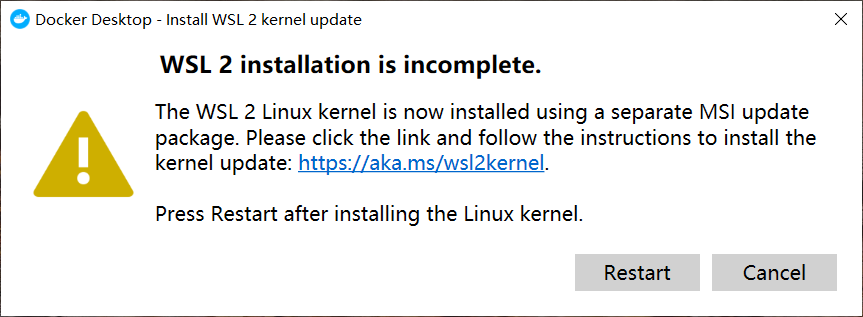 Docker Desktop - Install WSL 2 kernel update
WSL 2 installation is incomplete.
The WSL 2 Linux kernel is now installed using a separate MSI update
package. Please click the link and follow the instructions to install the
kernel update: https://aka.ms/wsl2kernel.
Press Restart after installing the Linux kernel.
Restart
Cancel